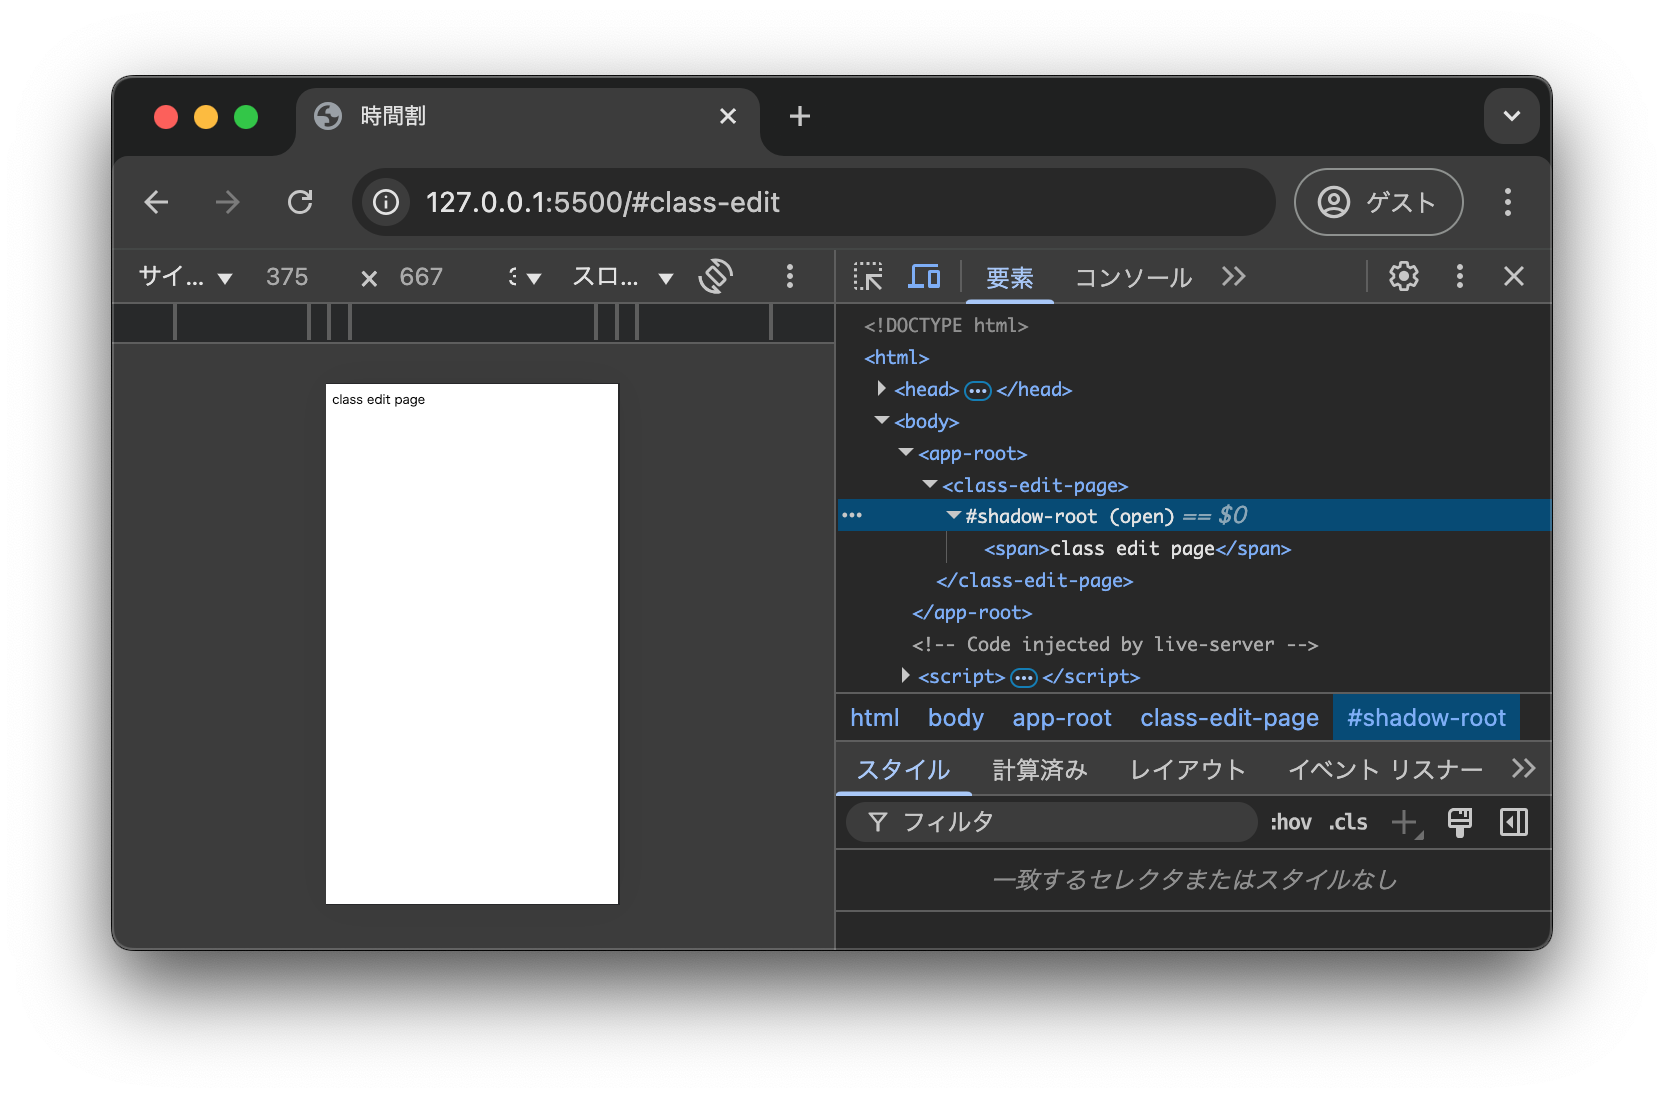 時間割
127.0.0.1:5500/#class-edit
ゲスト
サイ... 375 × 667 スロ...
要素 コンソール
class edit page
<!DOCTYPE html>
<html>
<head> ••• </head>
<body>
<app-root>
<class-edit-page>
#shadow-root (open) == $0
<span>class edit page</span>
</class-edit-page>
</app-root>
<!-- Code injected by live-server -->
<script> ••• </script>
html body app-root class-edit-page #shadow-root
スタイル 計算済み レイアウト イベント リスナー
フィルタ :hov .cls
一致するセレクタまたはスタイルなし